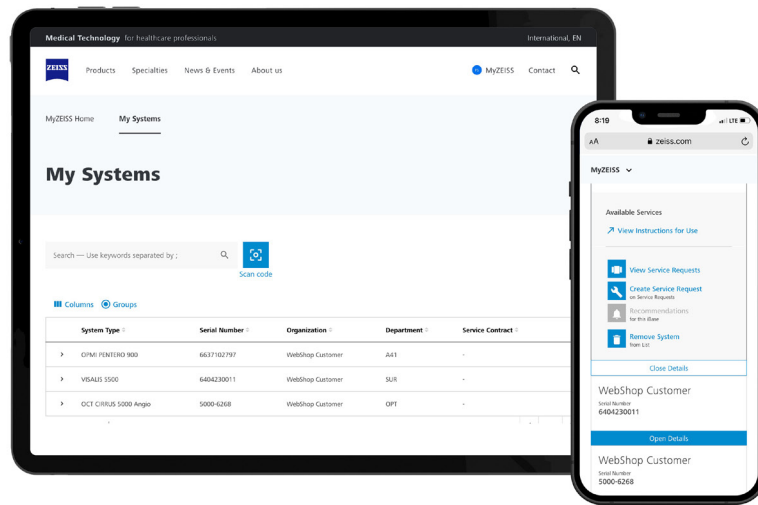 Medical Technology for healthcare professionals International, EN
ZEISS Products Specialties News & Events About us MyZEISS Contact
MyZEISS Home My Systems
My Systems
Search — Use keywords separated by ;
Scan code
Columns Groups
System Type Serial Number Organization Department Service Contract
OPMI PENTERO 900 6637102797 WebShop Customer A41 -
VISALIS S500 6404230011 WebShop Customer SUR -
OCT CIRRUS 5000 Angio 5000-6268 WebShop Customer OPT -
8:19 LTE
AA zeiss.com
MyZEISS
Available Services
View Instructions for Use
View Service Requests
Create Service Request
on Service Requests
Recommendations
for this iBase
Remove System
from List
Close Details
WebShop Customer
Serial Number
6404230011
Open Details
WebShop Customer
Serial Number
5000-6268